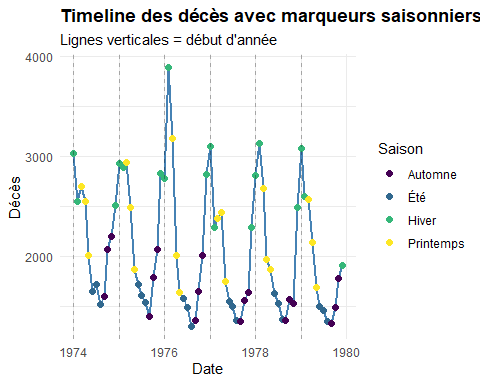 Timeline des décès avec marqueurs saisonniers
Lignes verticales = début d'année
4000
3000
2000
Décès
1974
1976
1978
1980
Date
Saison
Automne
Été
Hiver
Printemps